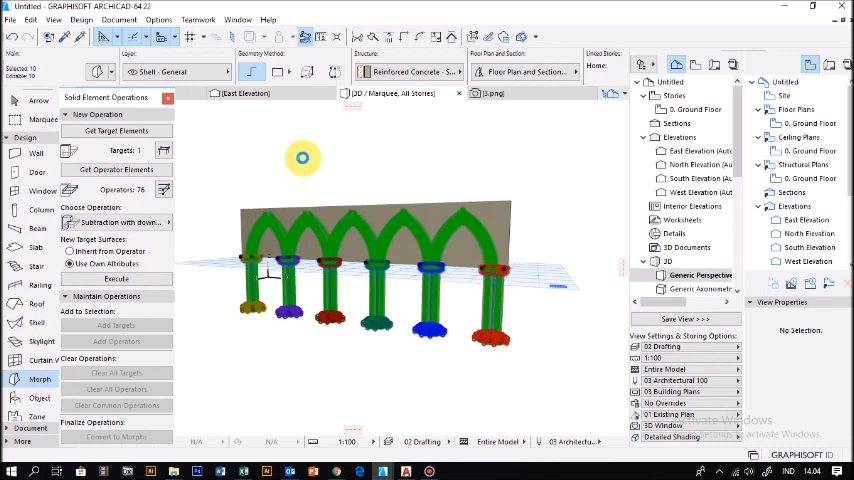 Untitled - GRAPHISOFT ARCHICAD-64 22
File Edit View Design Document Options Teamwork Window Help
Main:
Selected: 10
Editable: 10
Layer:
Shell - General
Geometry Method:
Structure:
Reinforced Concrete - S...
Floor Plan and Section:
Floor Plan and Section...
Linked Stories:
Home:
Arrow
Marquee
Design
Wall
Door
Window
Column
Beam
Slab
Stair
Railing
Roof
Shell
Skylight
Curtain V
Morph
Object
Zone
Document
More
Solid Element Operations
New Operation
Get Target Elements
Targets: 1
Get Operator Elements
Operators: 76
Choose Operation:
Subtraction with down...
New Target Surfaces:
Inherit from Operator
Use Own Attributes
Execute
Maintain Operations
Add to Selection:
Add Targets
Add Operators
Clear Operations:
Clear All Targets
Clear All Operators
Clear Common Operations
Finalize Operations:
Convert to Morphs
(East Elevation)
[3D / Marquee, All Stories]
[3.png]
N/A
N/A
1:100
02 Drafting
Entire Model
03 Architectu...
Untitled
Stories
0. Ground Floor
Sections
Elevations
East Elevation (Auto
North Elevation (Aut
South Elevation (Aut
West Elevation (Aut
Interior Elevations
Worksheets
Details
3D Documents
3D
Generic Perspective
Generic Axonometr
Save View >>>
View Settings & Storing Options:
02 Drafting
1:100
Entire Model
03 Architectural 100
03 Building Plans
No Overrides
01 Existing Plan
3D Window
Detailed Shading
Untitled
Site
Floor Plans
0. Ground Floor
Ceiling Plans
0. Ground Floor
Structural Plans
0. Ground Floor
Sections
Elevations
East Elevation
North Elevation
South Elevation
West Elevation
View Properties
No Selection.
Activate Windows
Settings to activate Windows.
GRAPHISOFT ID
IND
14.04